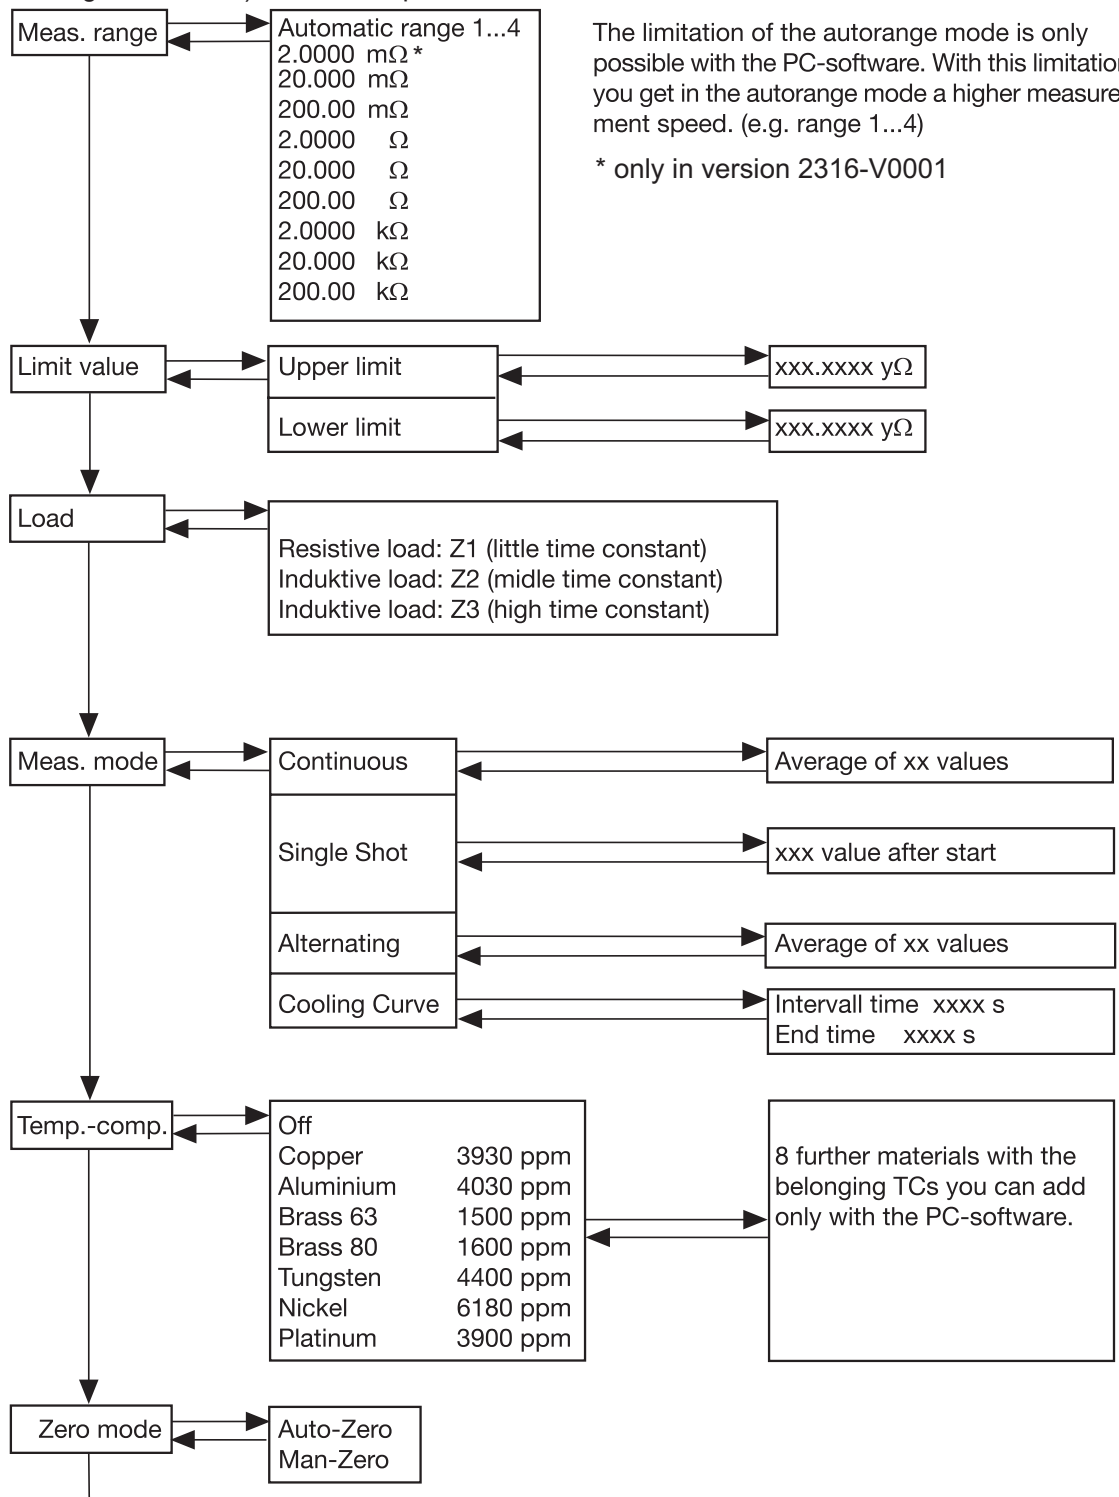 Meas. range
Automatic range 1...4
2.0000 mΩ *
20.000 mΩ
200.00 mΩ
2.0000 Ω
20.000 Ω
200.00 Ω
2.0000 kΩ
20.000 kΩ
200.00 kΩ
The limitation of the autorange mode is only
possible with the PC-software. With this limitation
you get in the autorange mode a higher measure
ment speed. (e.g. range 1...4)
* only in version 2316-V0001
Limit value
Upper limit
xxx.xxxx yΩ
Lower limit
xxx.xxxx yΩ
Load
Resistive load: Z1 (little time constant)
Induktive load: Z2 (midle time constant)
Induktive load: Z3 (high time constant)
Meas. mode
Continuous
Average of xx values
Single Shot
xxx value after start
Alternating
Average of xx values
Cooling Curve
Intervall time xxxx s
End time xxxx s
Temp.-comp.
Off
Copper 3930 ppm
Aluminium 4030 ppm
Brass 63 1500 ppm
Brass 80 1600 ppm
Tungsten 4400 ppm
Nickel 6180 ppm
Platinum 3900 ppm
8 further materials with the
belonging TCs you can add
only with the PC-software.
Zero mode
Auto-Zero
Man-Zero